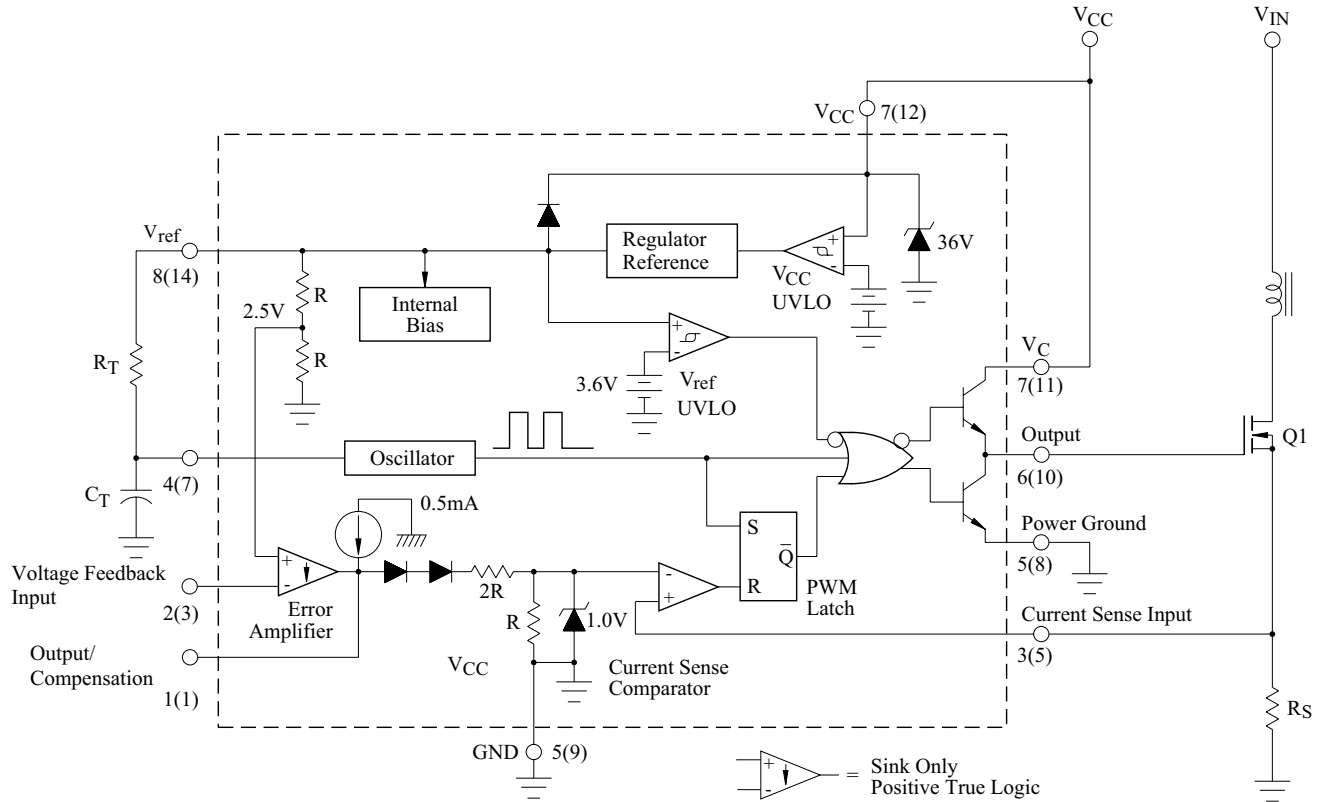 VCC
VIN
VCC
7(12)
Vref
8(14)
R
2.5V
R
Internal
Bias
Regulator
Reference
VCC
UVLO
36V
RT
3.6V
Vref
UVLO
VC
7(11)
Q1
Output
6(10)
Oscillator
4(7)
CT
0.5mA
S
Q̅
R
PWM
Latch
Power Ground
5(8)
Voltage Feedback
Input
2(3)
Error
Amplifier
2R
R
1.0V
Current Sense Input
3(5)
Output/
Compensation
1(1)
VCC
Current Sense
Comparator
RS
GND
5(9)
= Sink Only
Positive True Logic